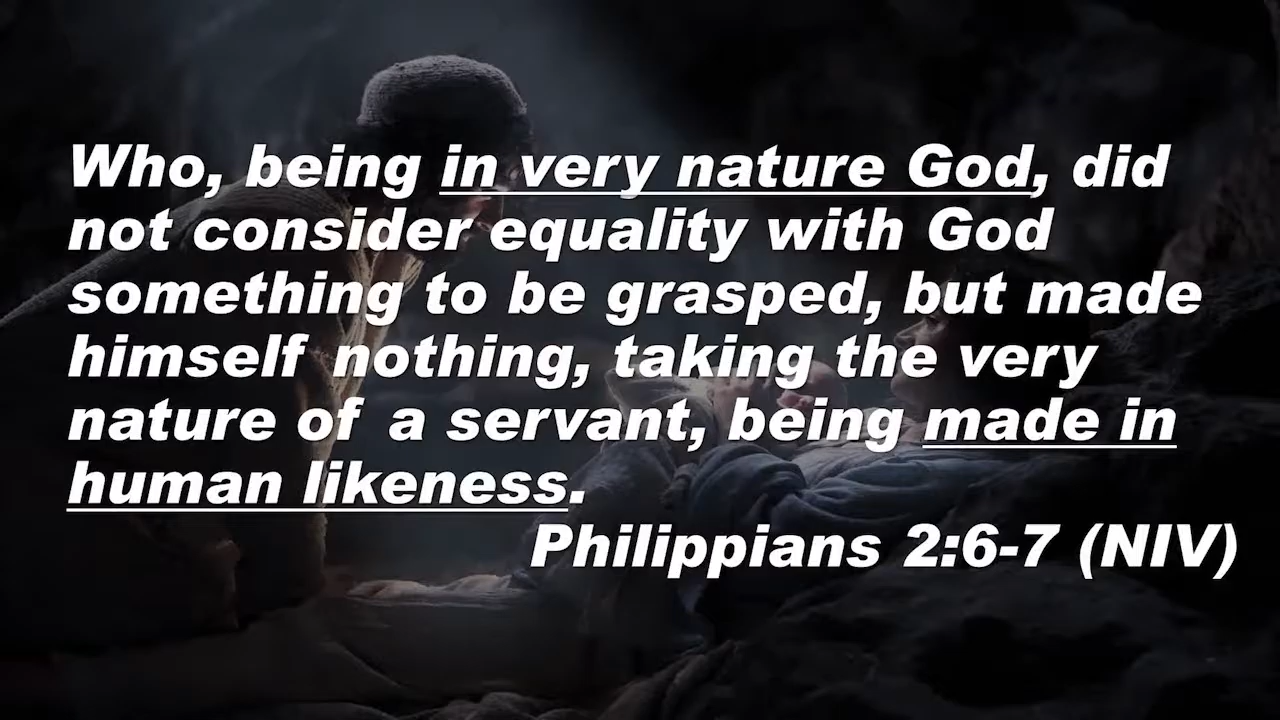 Who, being in very nature God, did
not consider equality with God
something to be grasped, but made
himself nothing, taking the very
nature of a servant, being made in
human likeness.
Philippians 2:6-7 (NIV)